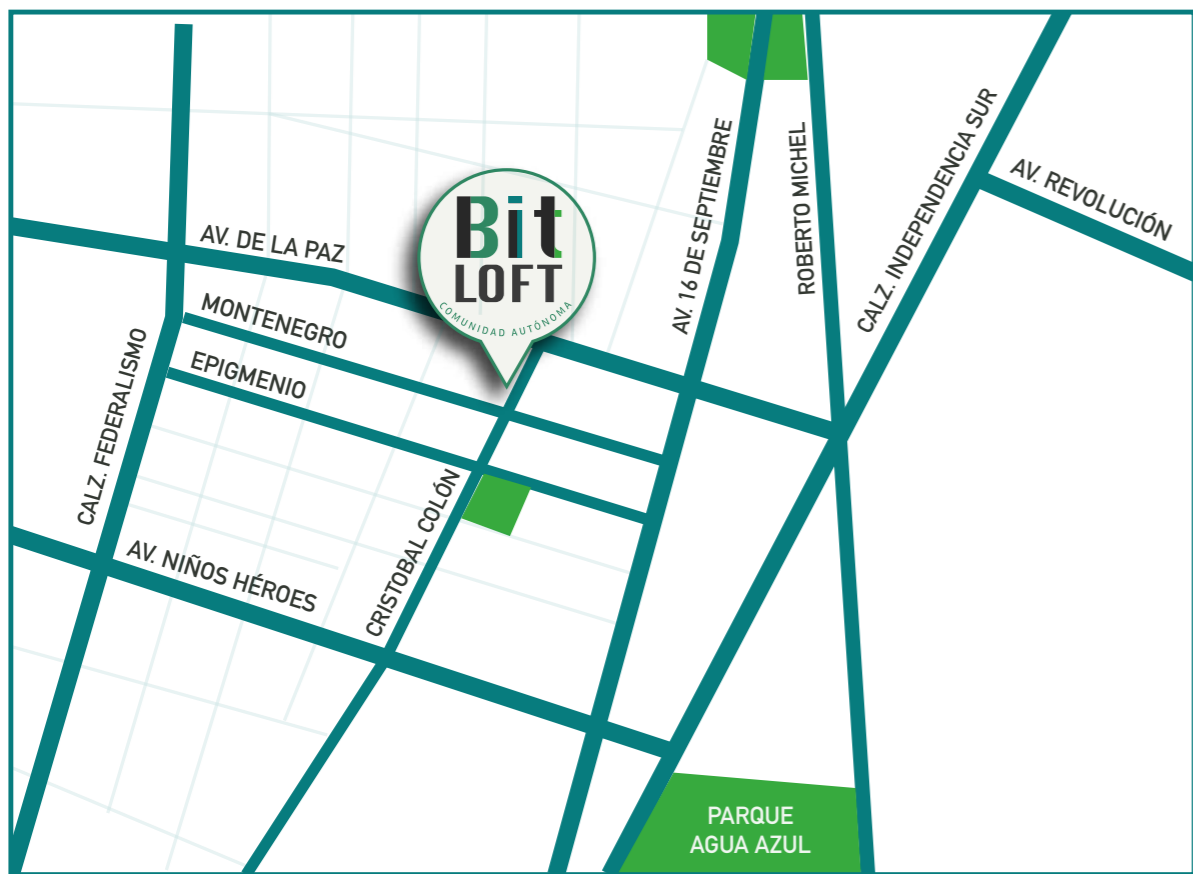 AV. 16 DE SEPTIEMBRE
ROBERTO MICHEL
CALZ. INDEPENDENCIA SUR
AV. REVOLUCIÓN
Bit
LOFT
COMUNIDAD AUTÓNOMA
AV. DE LA PAZ
MONTENEGRO
EPIGMENIO
CALZ. FEDERALISMO
CRISTOBAL COLÓN
AV. NIÑOS HÉROES
PARQUE
AGUA AZUL